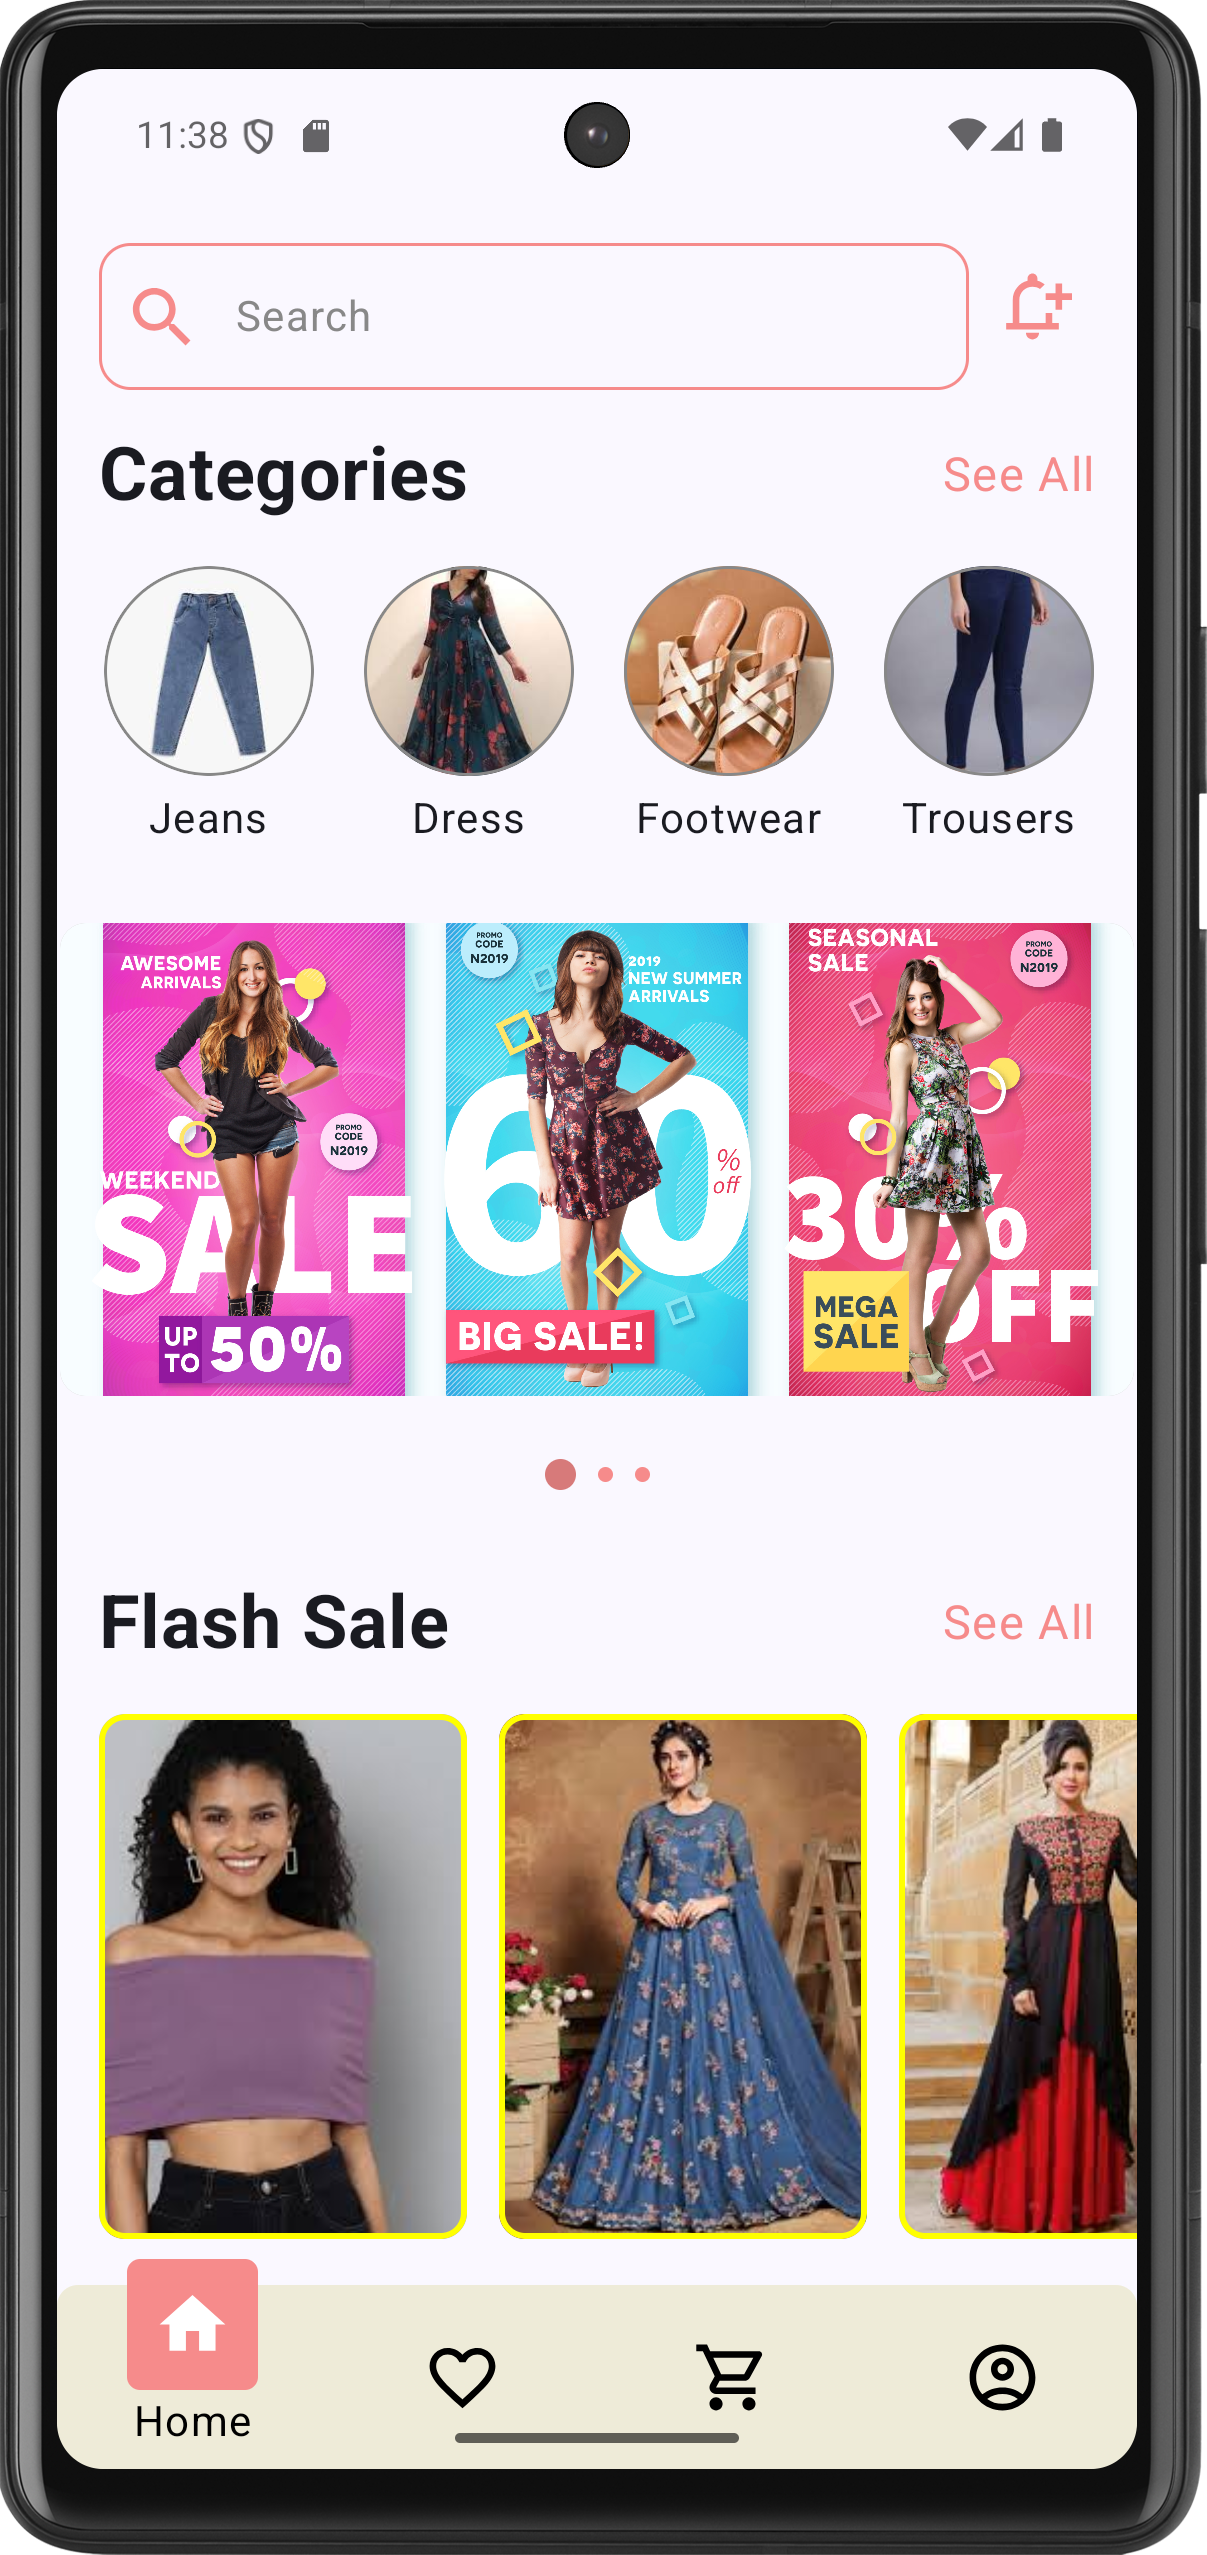 11:38
Search
Categories
See All
Jeans
Dress
Footwear
Trousers
AWESOME
ARRIVALS
PROMO
CODE
N2019
WEEKEND
SALE
UP
TO
50%
PROMO
CODE
N2019
2019
NEW SUMMER
ARRIVALS
60
%
off
BIG SALE!
SEASONAL
SALE
PROMO
CODE
N2019
30%
OFF
MEGA
SALE
Flash Sale
See All
Home